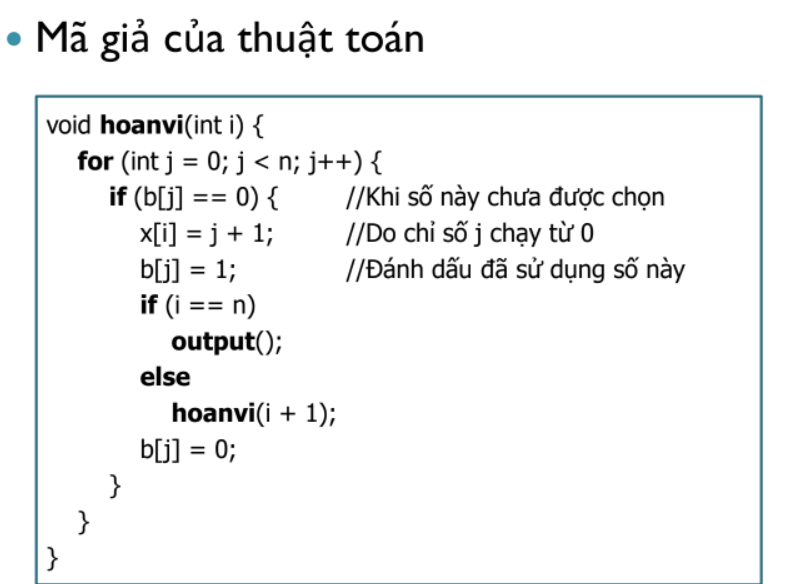 • Mã giả của thuật toán
void hoanvi(int i) {
for (int j = 0; j < n; j++) {
if (b[j] == 0) { //Khi số này chưa được chọn
x[i] = j + 1; //Do chỉ số j chạy từ 0
b[j] = 1; //Đánh dấu đã sử dụng số này
if (i == n)
output();
else
hoanvi(i + 1);
b[j] = 0;
}
}
}